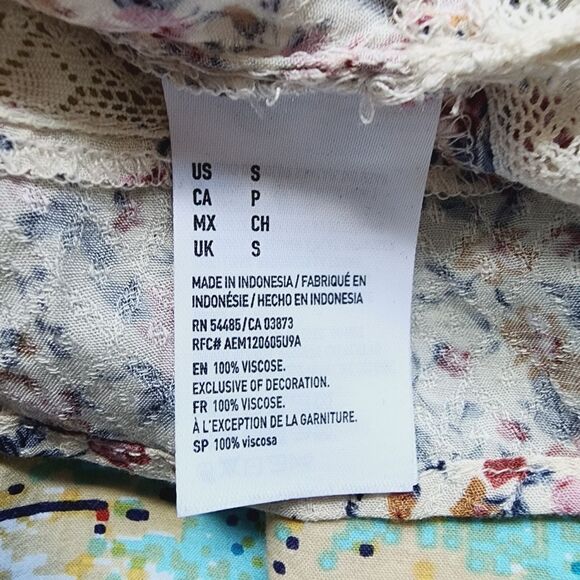 US S
CA P
MX CH
UK S
MADE IN INDONESIA / FABRIQUÉ EN
INDONÉSIE / HECHO EN INDONESIA
RN 54485 / CA 03873
RFC# AEM120605U9A
EN 100% VISCOSE.
EXCLUSIVE OF DECORATION.
FR 100% VISCOSE.
À L'EXCEPTION DE LA GARNITURE.
SP 100% viscosa